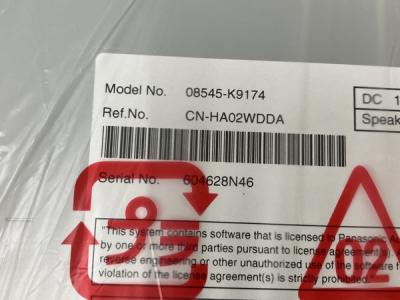 Model No. 08545-K9174
DC 1
Ref.No. CN-HA02WDDA
Speak
Serial No. 604628N46
"This system contains software that is licensed to Panasonic Au
by one or more third parties pursuant to license agreement(s)
reverse engineering or other unauthorized use of the software i
violation of the license agreement(s) is strictly prohibited."